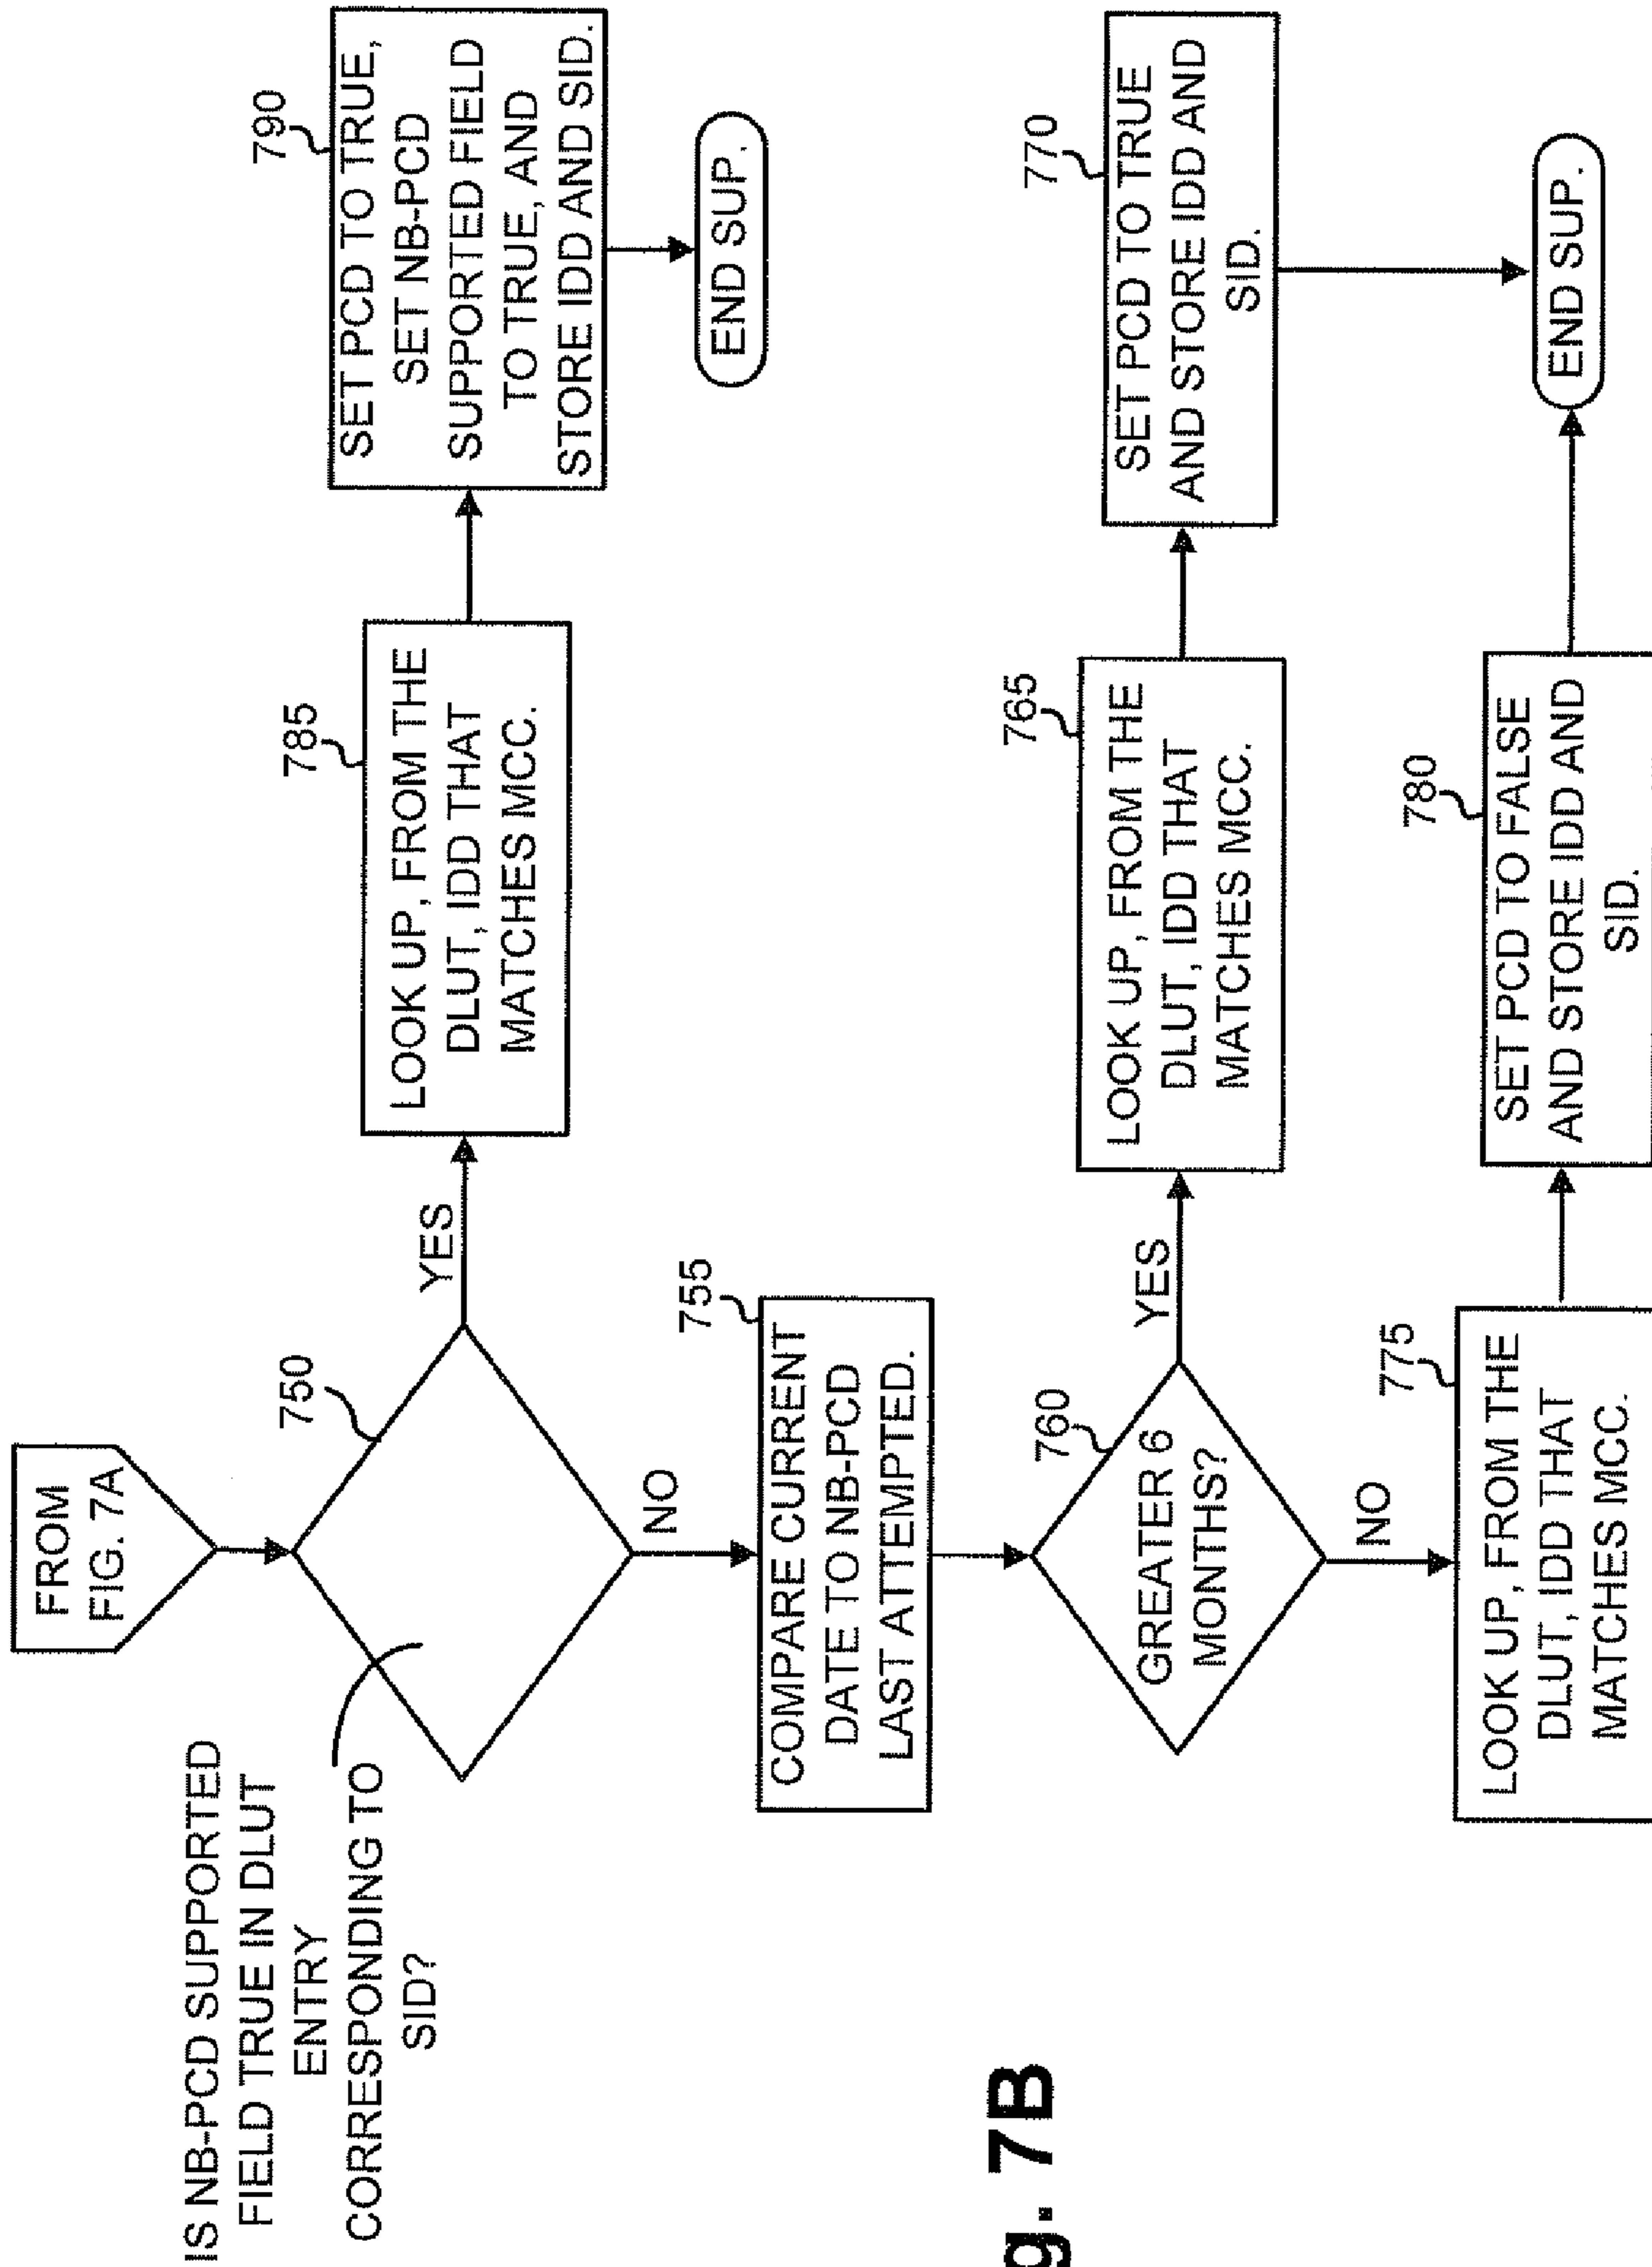 FROM
FIG. 7A
IS NB-PCD SUPPORTED
FIELD TRUE IN DLUT
ENTRY
CORRESPONDING TO
SID?
750
YES
785
LOOK UP, FROM THE
DLUT, IDD THAT
MATCHES MCC.
790
SET PCD TO TRUE,
SET NB-PCD
SUPPORTED FIELD
TO TRUE, AND
STORE IDD AND SID.
END SUP.
NO
755
COMPARE CURRENT
DATE TO NB-PCD
LAST ATTEMPTED.
760
GREATER 6
MONTHS?
YES
765
LOOK UP, FROM THE
DLUT, IDD THAT
MATCHES MCC.
770
SET PCD TO TRUE
AND STORE IDD AND
SID.
NO
775
LOOK UP, FROM THE
DLUT, IDD THAT
MATCHES MCC.
780
SET PCD TO FALSE
AND STORE IDD AND
SID.
END SUP.
g. 7B